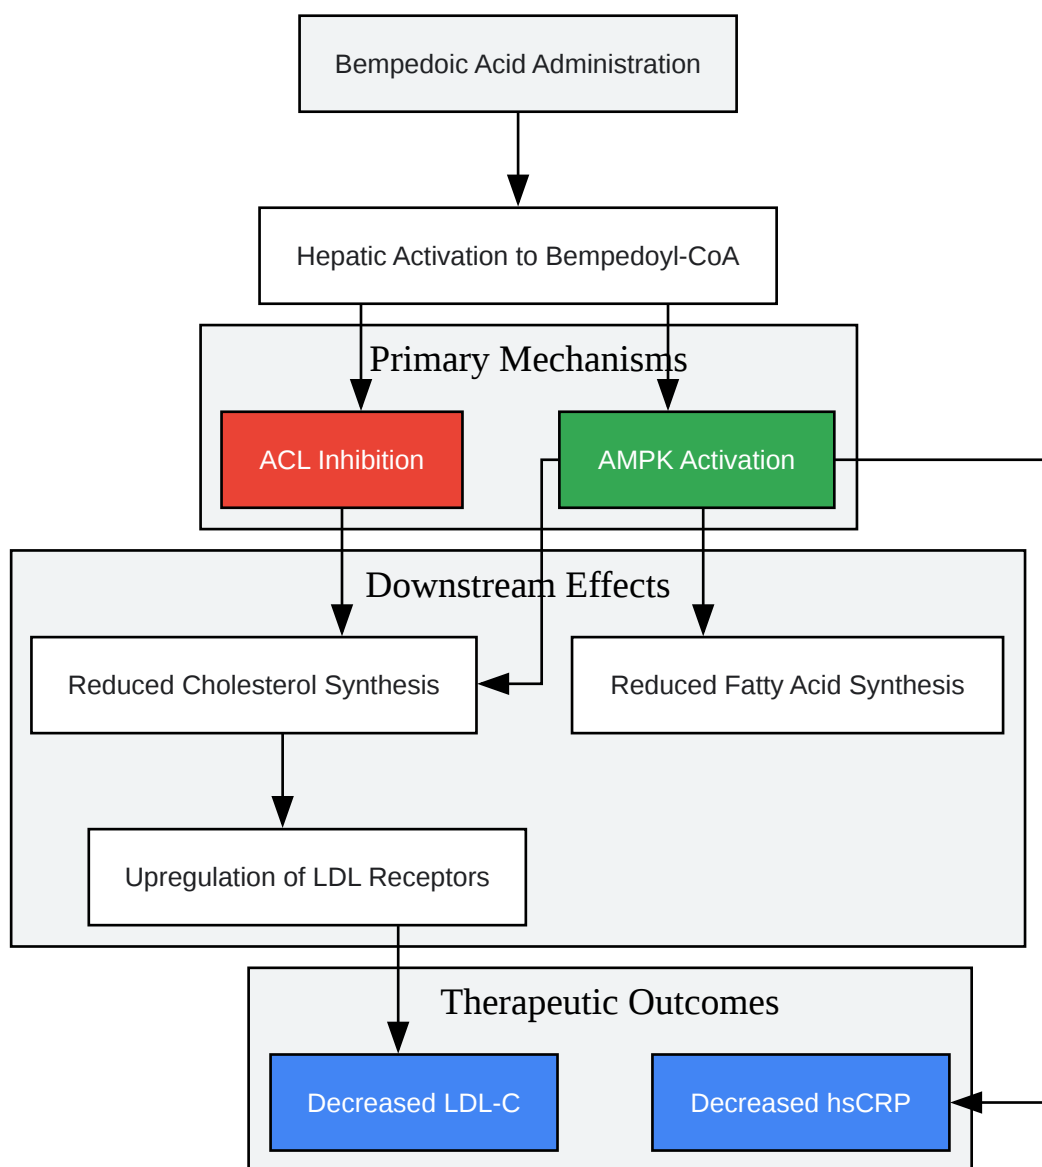 Bempedoic Acid Administration
Hepatic Activation to Bempedoyl-CoA
Primary Mechanisms
ACL Inhibition
AMPK Activation
Downstream Effects
Reduced Cholesterol Synthesis
Reduced Fatty Acid Synthesis
Upregulation of LDL Receptors
Therapeutic Outcomes
Decreased LDL-C
Decreased hsCRP